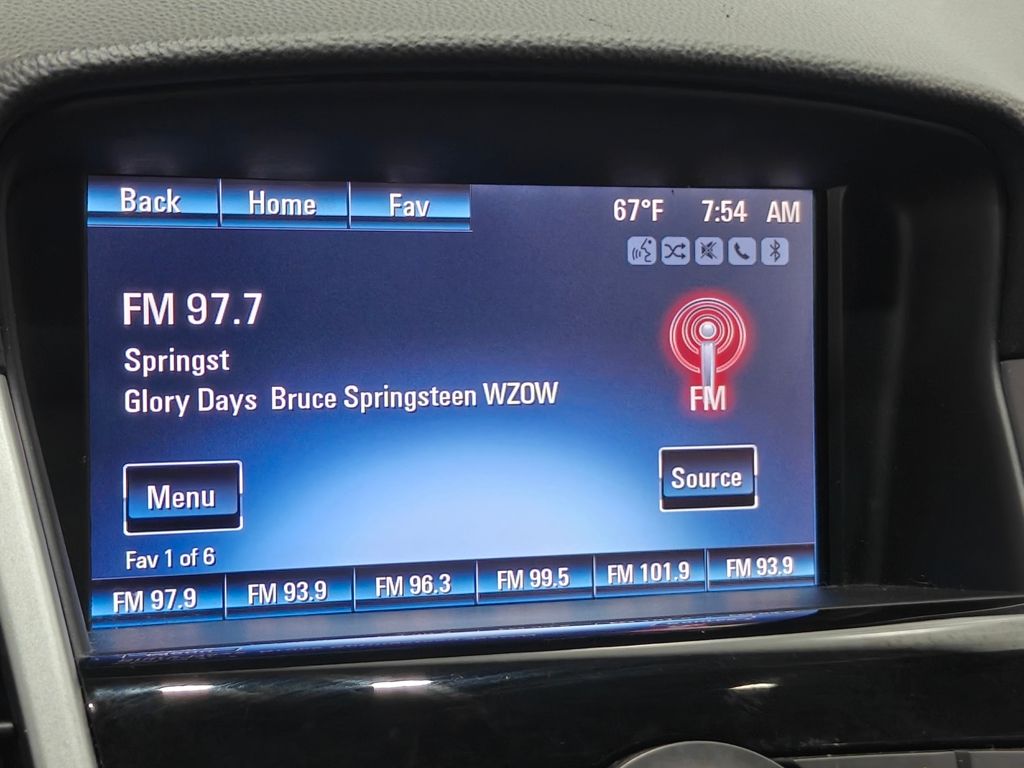 Back Home Fav 67°F 7:54 AM
FM 97.7
Springst
Glory Days Bruce Springsteen WZOW
FM
Menu Source
Fav 1 of 6
FM 97.9 FM 93.9 FM 96.3 FM 99.5 FM 101.9 FM 93.9